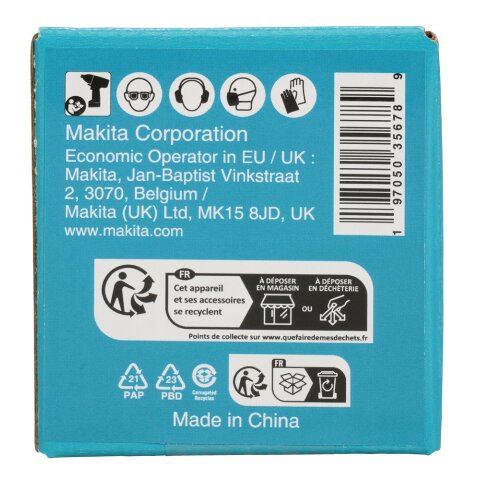 Makita Corporation
Economic Operator in EU / UK :
Makita, Jan-Baptist Vinkstraat
2, 3070, Belgium /
Makita (UK) Ltd, MK15 8JD, UK
www.makita.com
1 97050 35678 9
FR
Cet appareil
et ses accessoires
se recyclent
À DÉPOSER
EN MAGASIN
OU
À DÉPOSER
EN DÉCHÈTERIE
Points de collecte sur www.quefairedemesdechets.fr
21
PAP
23
PBD
Corrugated
Recycles
FR
Made in China